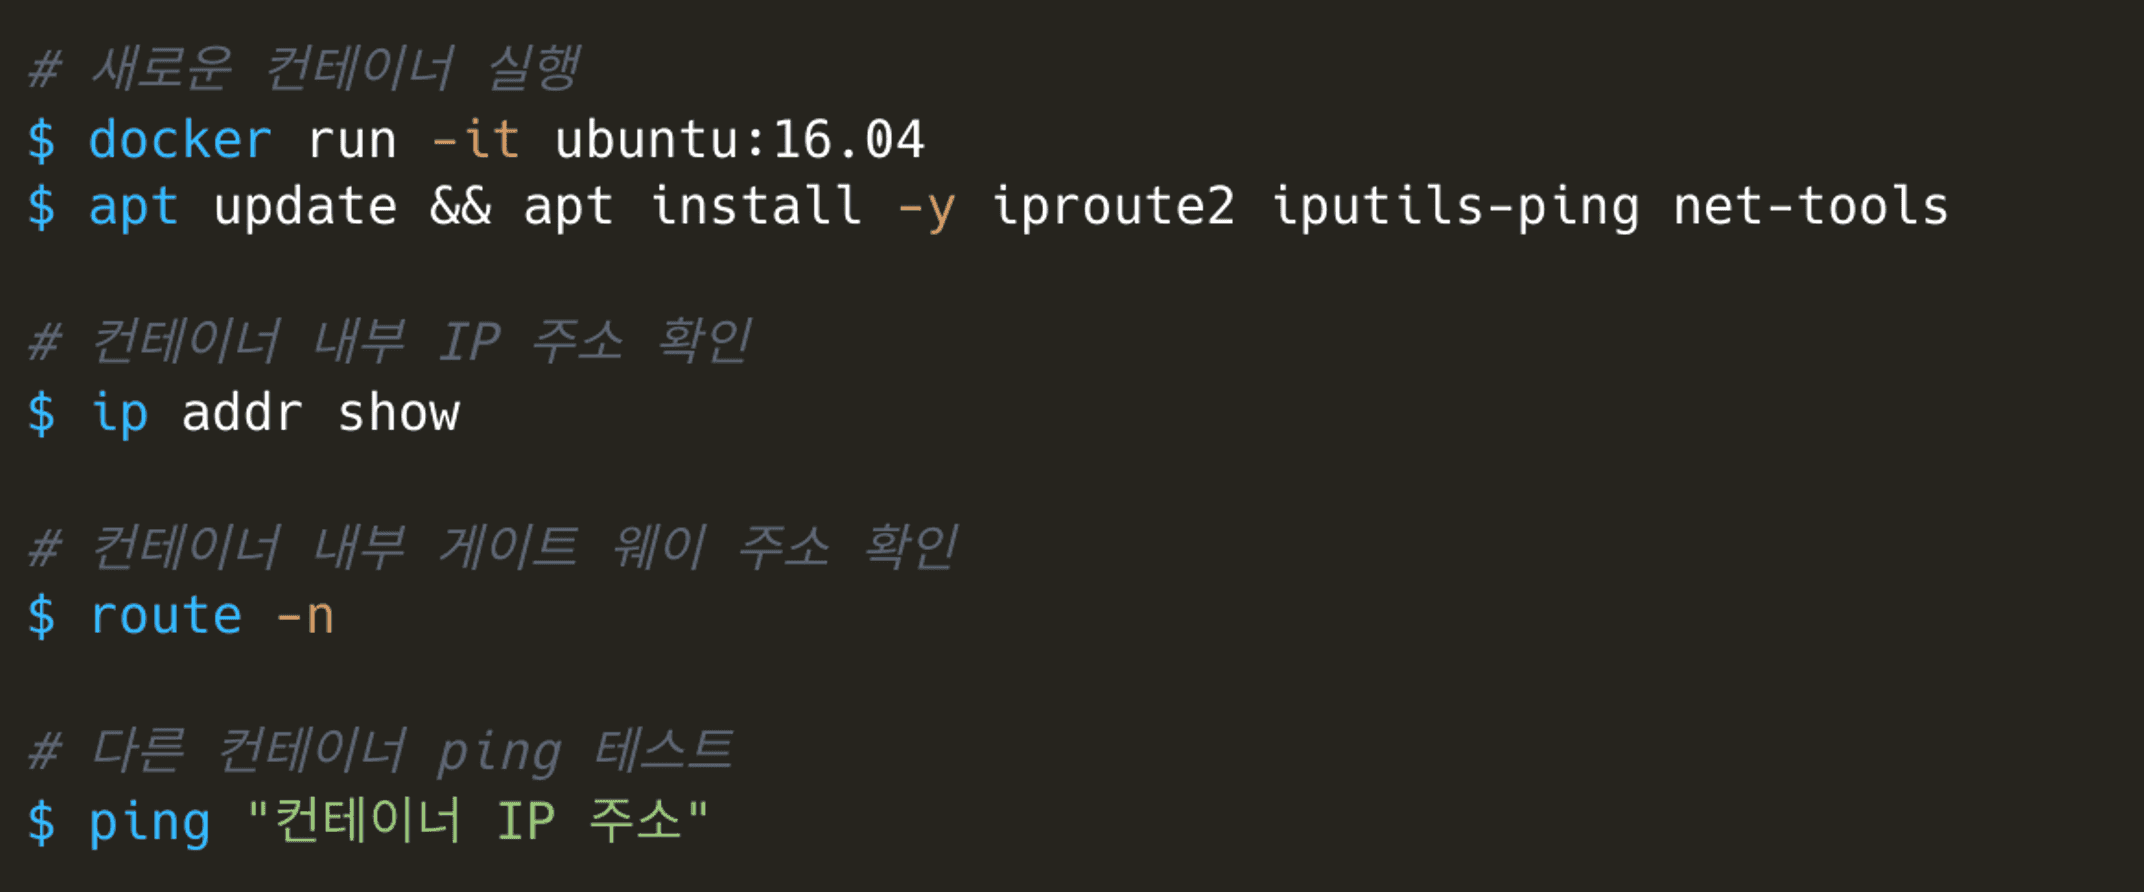 # 새로운 컨테이너 실행
$ docker run -it ubuntu:16.04
$ apt update && apt install -y iproute2 iputils-ping net-tools
# 컨테이너 내부 IP 주소 확인
$ ip addr show
# 컨테이너 내부 게이트 웨이 주소 확인
$ route -n
# 다른 컨테이너 ping 테스트
$ ping "컨테이너 IP 주소"